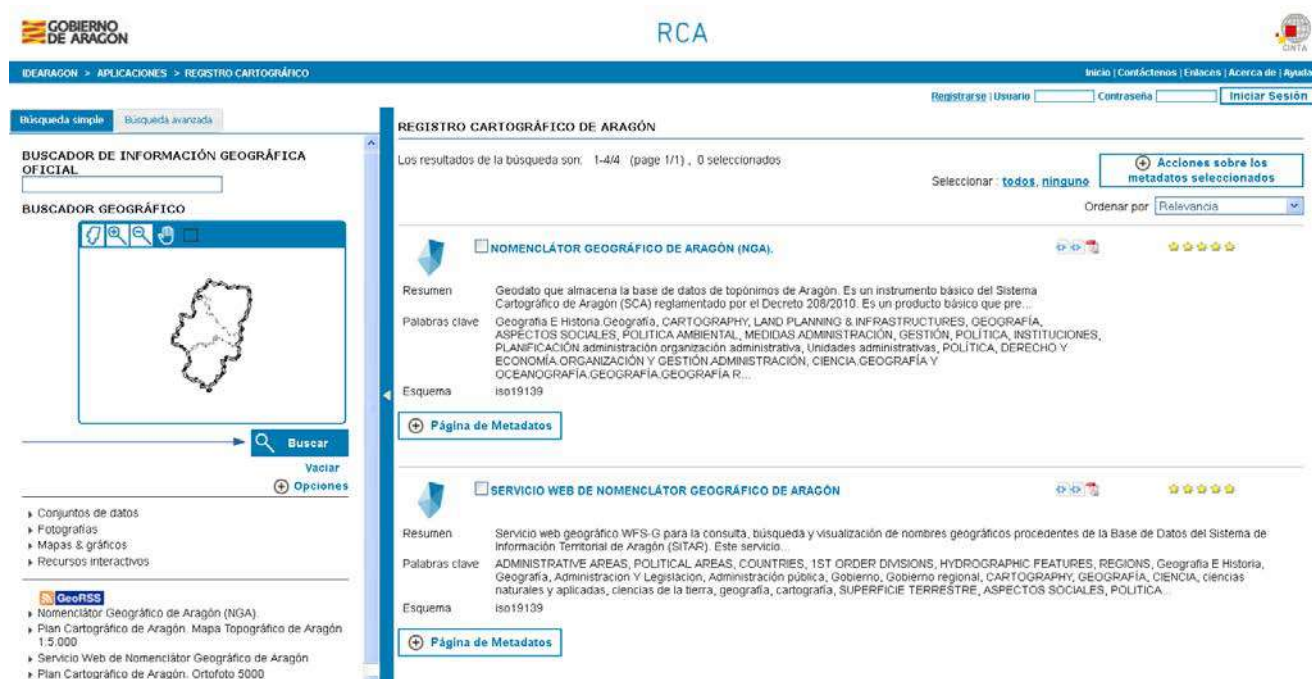 GOBIERNO
DE ARAGÓN
RCA
CINTA
IDEARAGON > APLICACIONES > REGISTRO CARTOGRÁFICO
Inicio | Contáctenos | Enlaces | Acerca de | Ayuda
Registrarse | Usuario Contraseña Iniciar Sesión
Búsqueda simple Búsqueda avanzada
BUSCADOR DE INFORMACIÓN GEOGRÁFICA
OFICIAL
BUSCADOR GEOGRÁFICO
Buscar
Vaciar
Opciones
Conjuntos de datos
Fotografías
Mapas & gráficos
Recursos interactivos
GeoRSS
Nomenclátor Geográfico de Aragón (NGA).
Plan Cartográfico de Aragón. Mapa Topográfico de Aragón
1:5.000
Servicio Web de Nomenclátor Geográfico de Aragón
Plan Cartográfico de Aragón. Ortofoto 5000
REGISTRO CARTOGRÁFICO DE ARAGÓN
Los resultados de la búsqueda son: 1-4/4 (page 1/1) , 0 seleccionados
Seleccionar : todos, ninguno
Acciones sobre los
metadatos seleccionados
Ordenar por Relevancia
NOMENCLÁTOR GEOGRÁFICO DE ARAGÓN (NGA).
Resumen Geodato que almacena la base de datos de topónimos de Aragón. Es un instrumento básico del Sistema
Cartográfico de Aragón (SCA) reglamentado por el Decreto 208/2010. Es un producto básico que pre...
Palabras clave Geografia E Historia.Geografía, CARTOGRAPHY, LAND PLANNING & INFRASTRUCTURES, GEOGRAFÍA,
ASPECTOS SOCIALES, POLITICA AMBIENTAL, MEDIDAS ADMINISTRACIÓN, GESTIÓN, POLÍTICA, INSTITUCIONES,
PLANIFICACIÓN administración organización administrativa, Unidades administrativas, POLÍTICA, DERECHO Y
ECONOMÍA.ORGANIZACIÓN Y GESTIÓN.ADMINISTRACIÓN, CIENCIA.GEOGRAFÍA Y
OCEANOGRAFÍA.GEOGRAFÍA.GEOGRAFÍA R...
Esquema iso19139
Página de Metadatos
SERVICIO WEB DE NOMENCLÁTOR GEOGRÁFICO DE ARAGÓN
Resumen Servicio web geográfico WFS-G para la consulta, búsqueda y visualización de nombres geográficos procedentes de la Base de Datos del Sistema de
Información Territorial de Aragón (SITAR). Este servicio...
Palabras clave ADMINISTRATIVE AREAS, POLITICAL AREAS, COUNTRIES, 1ST ORDER DIVISIONS, HYDROGRAPHIC FEATURES, REGIONS, Geografia E Historia,
Geografía, Administracion Y Legislacion, Administración pública, Gobierno, Gobierno regional, CARTOGRAPHY, GEOGRAFÍA, CIENCIA, ciencias
naturales y aplicadas, ciencias de la tierra, geografía, cartografía, SUPERFICIE TERRESTRE, ASPECTOS SOCIALES, POLITICA...
Esquema iso19139
Página de Metadatos